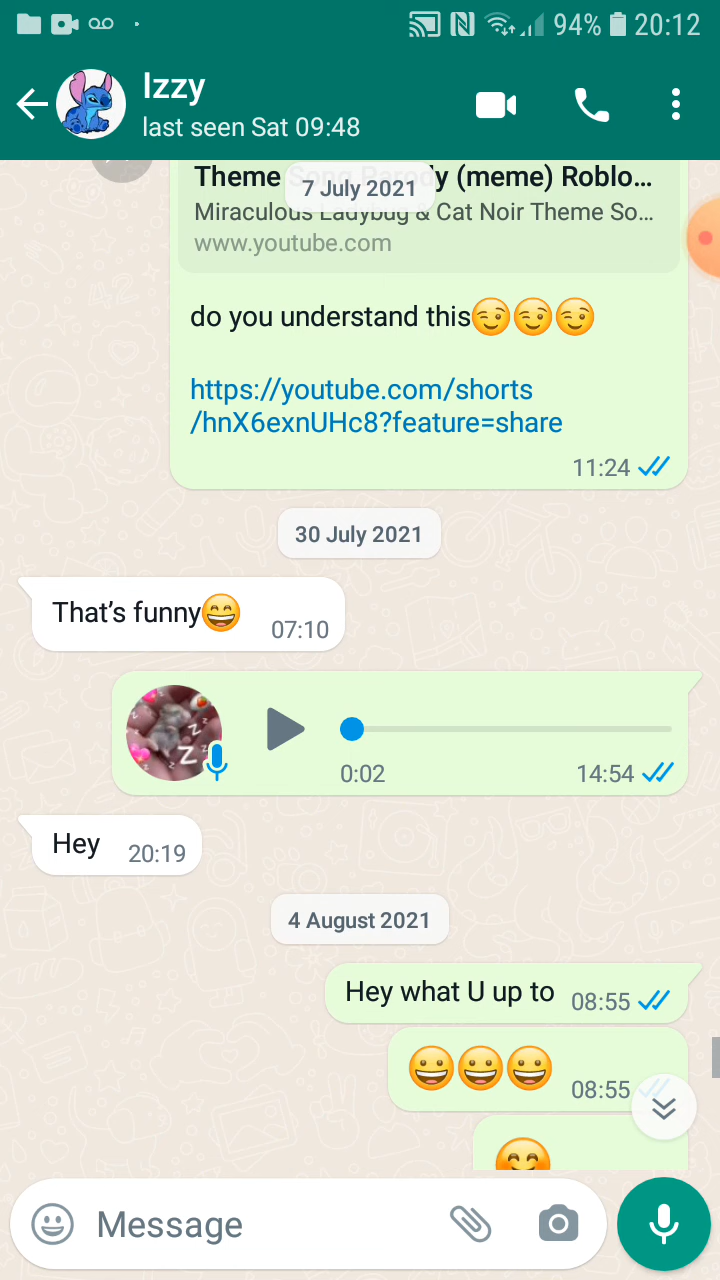 94% 20:12
Izzy
last seen Sat 09:48
Theme Song Parody (meme) Roblo...
7 July 2021
Miraculous Ladybug & Cat Noir Theme So...
www.youtube.com
do you understand this😉😉😉
https://youtube.com/shorts
/hnX6exnUHc8?feature=share
11:24
30 July 2021
That's funny😄 07:10
z z z
0:02 14:54
Hey 20:19
4 August 2021
Hey what U up to 08:55
😀😀😀 08:55
Message